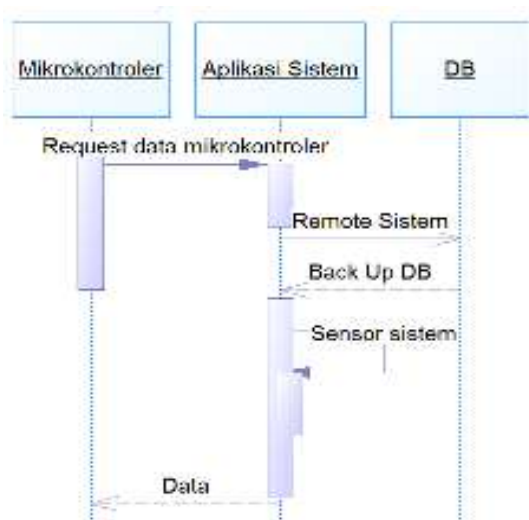 Mikrokontroler
Aplikasi Sistem
DB
Request data mikrokontroler
Remote Sistem
Back Up DB
Sensor sistem
Data